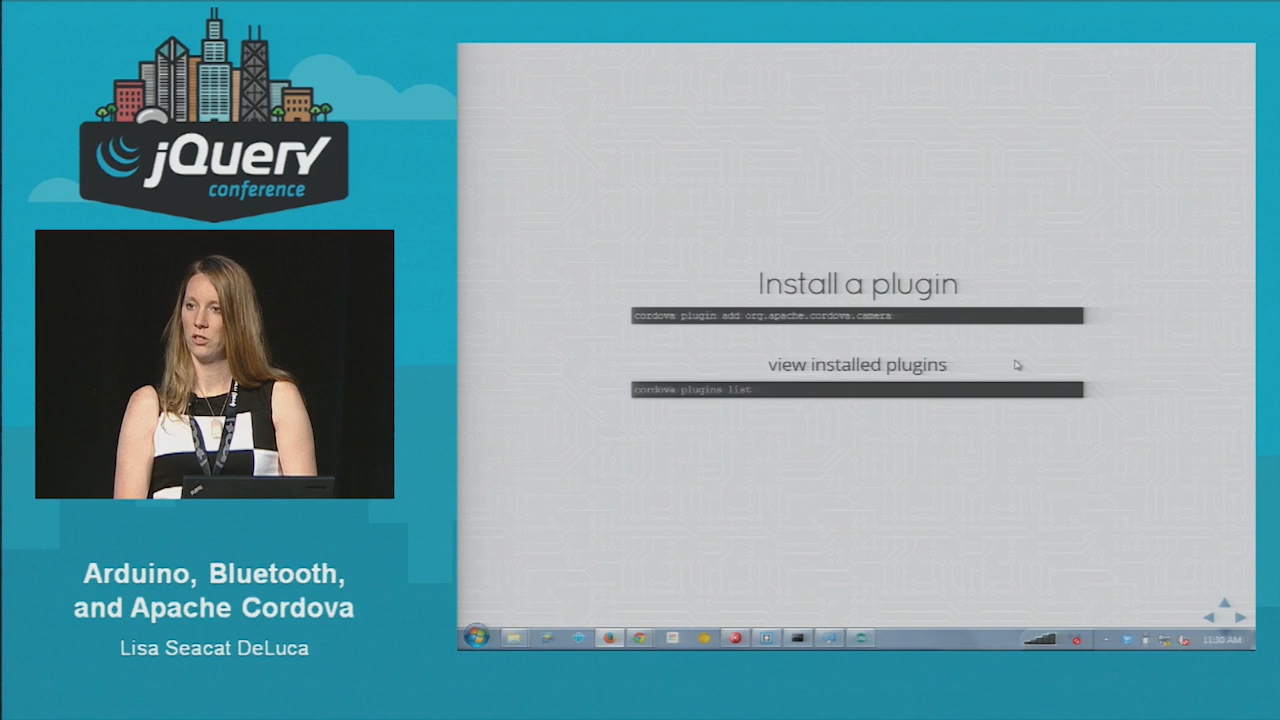 jQuery
conference
Arduino, Bluetooth,
and Apache Cordova
Lisa Seacat DeLuca
Install a plugin
cordova plugin add org.apache.cordova.camera
view installed plugins
cordova plugins list
11:30 AM